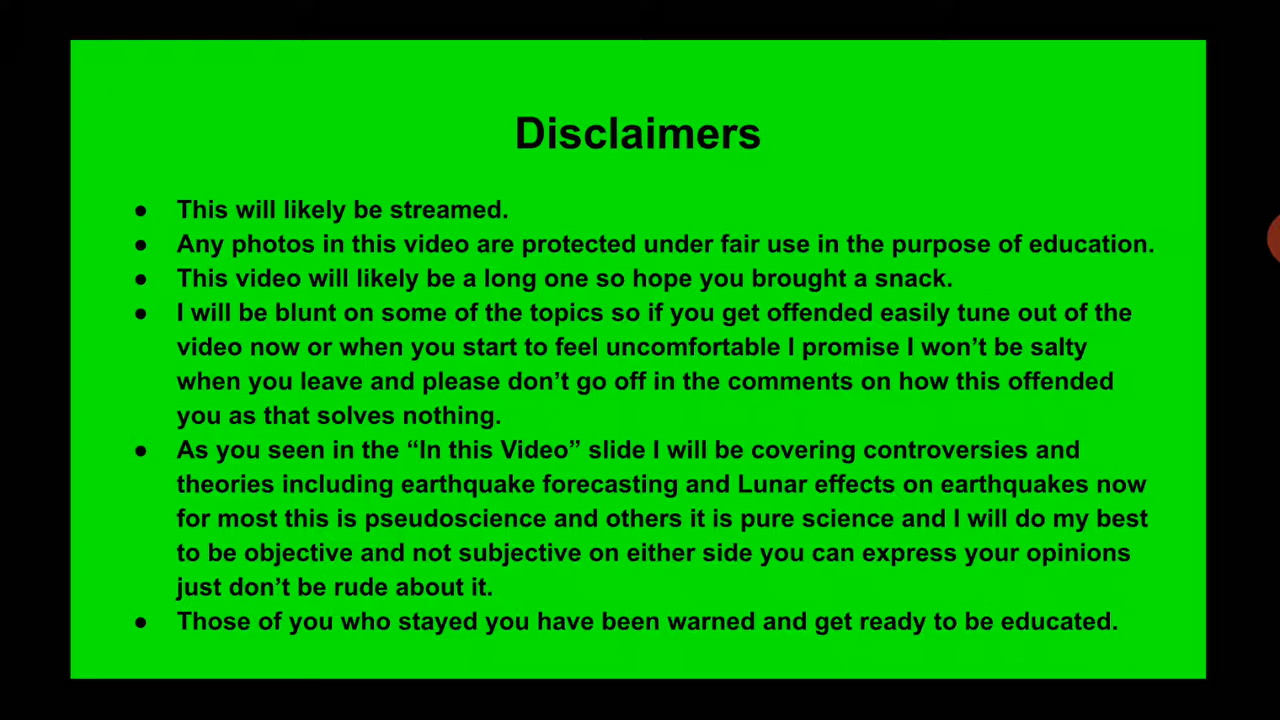 Disclaimers
● This will likely be streamed.
● Any photos in this video are protected under fair use in the purpose of education.
● This video will likely be a long one so hope you brought a snack.
● I will be blunt on some of the topics so if you get offended easily tune out of the
video now or when you start to feel uncomfortable I promise I won’t be salty
when you leave and please don’t go off in the comments on how this offended
you as that solves nothing.
● As you seen in the “In this Video” slide I will be covering controversies and
theories including earthquake forecasting and Lunar effects on earthquakes now
for most this is pseudoscience and others it is pure science and I will do my best
to be objective and not subjective on either side you can express your opinions
just don’t be rude about it.
● Those of you who stayed you have been warned and get ready to be educated.